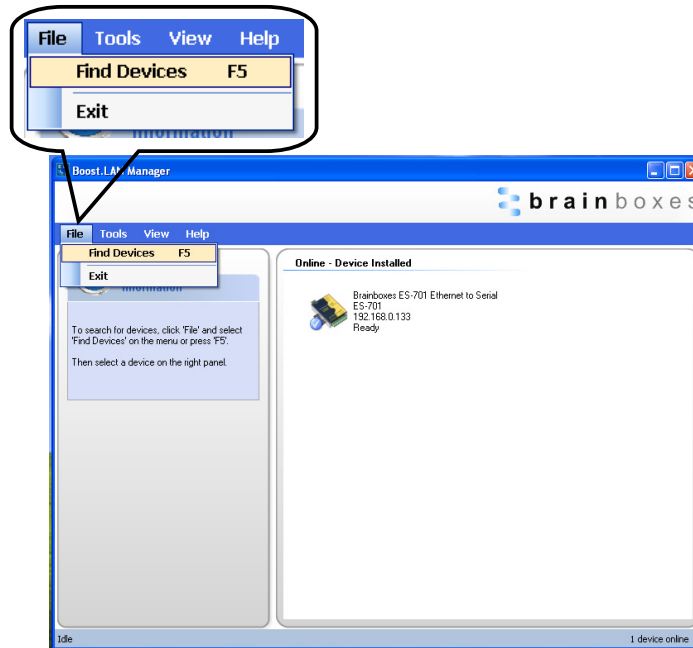 File Tools View Help
Find Devices F5
Exit
Information
Boost.LAN Manager
brainboxes
File Tools View Help
Find Devices F5
Exit
Information
To search for devices, click 'File' and select
'Find Devices' on the menu or press 'F5'.
Then select a device on the right panel.
Online - Device Installed
Brainboxes ES-701 Ethernet to Serial
ES-701
192.168.0.133
Ready
Idle
1 device online